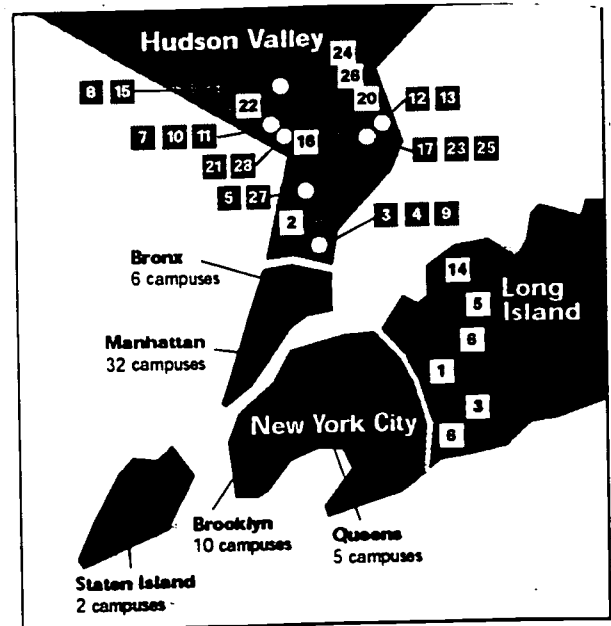 Hudson Valley
24
26
20
8 15
22
12 13
7 10 11
16
21 28
17 23 25
5 27
2
3 4 9
Bronx
6 campuses
14
Long
Island
5
6
Manhattan
32 campuses
1
3
New York City
6
Brooklyn
10 campuses
Queens
5 campuses
Staten Island
2 campuses